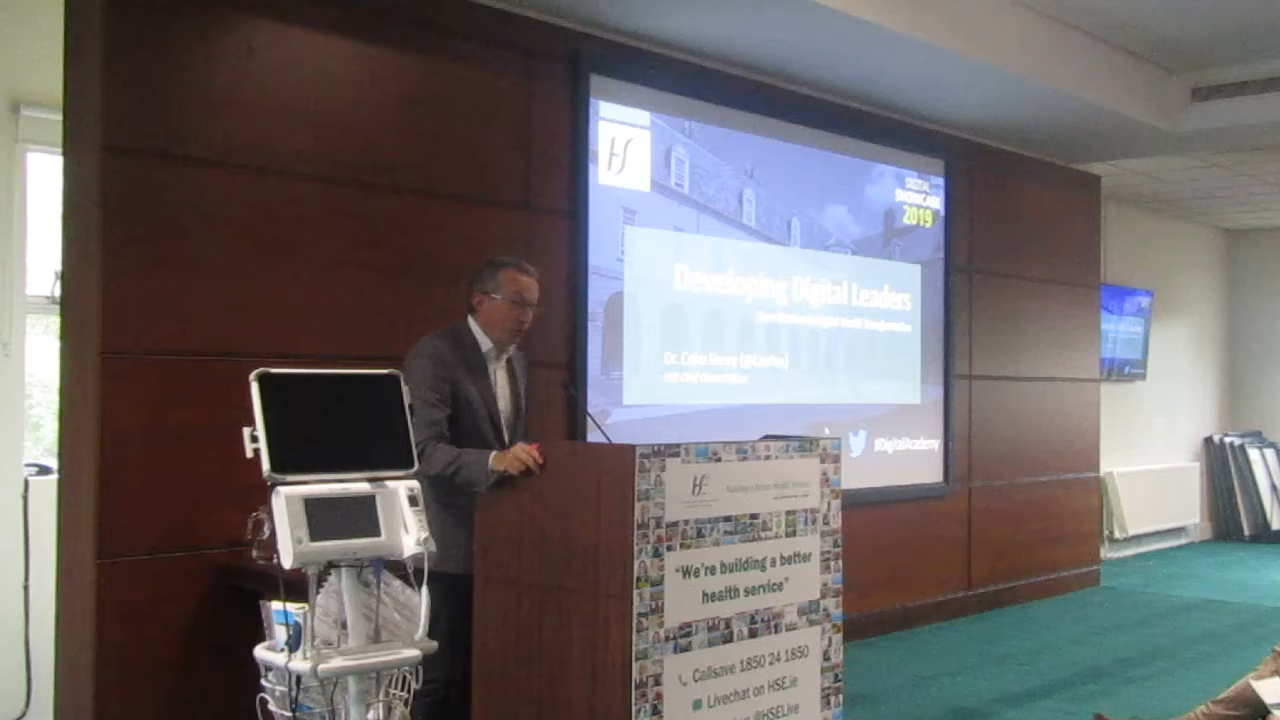 DIGITAL
SHOWCASE
2019
Developing Digital Leaders
Dr. Colm Henry
#DigitalAcademy
"We're building a better
health service"
Callsave 1850 24 1850
Livechat on HSE.ie
@HSELive